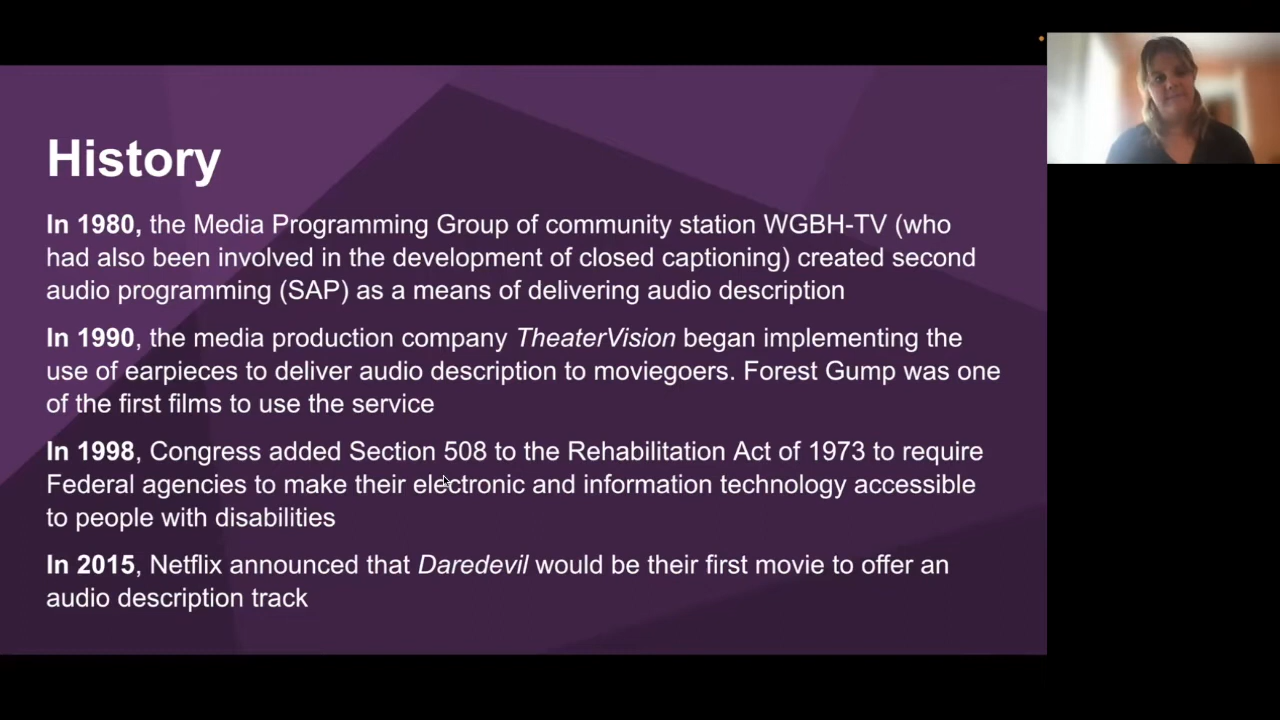 History
In 1980, the Media Programming Group of community station WGBH-TV (who
had also been involved in the development of closed captioning) created second
audio programming (SAP) as a means of delivering audio description
In 1990, the media production company TheaterVision began implementing the
use of earpieces to deliver audio description to moviegoers. Forest Gump was one
of the first films to use the service
In 1998, Congress added Section 508 to the Rehabilitation Act of 1973 to require
Federal agencies to make their electronic and information technology accessible
to people with disabilities
In 2015, Netflix announced that Daredevil would be their first movie to offer an
audio description track